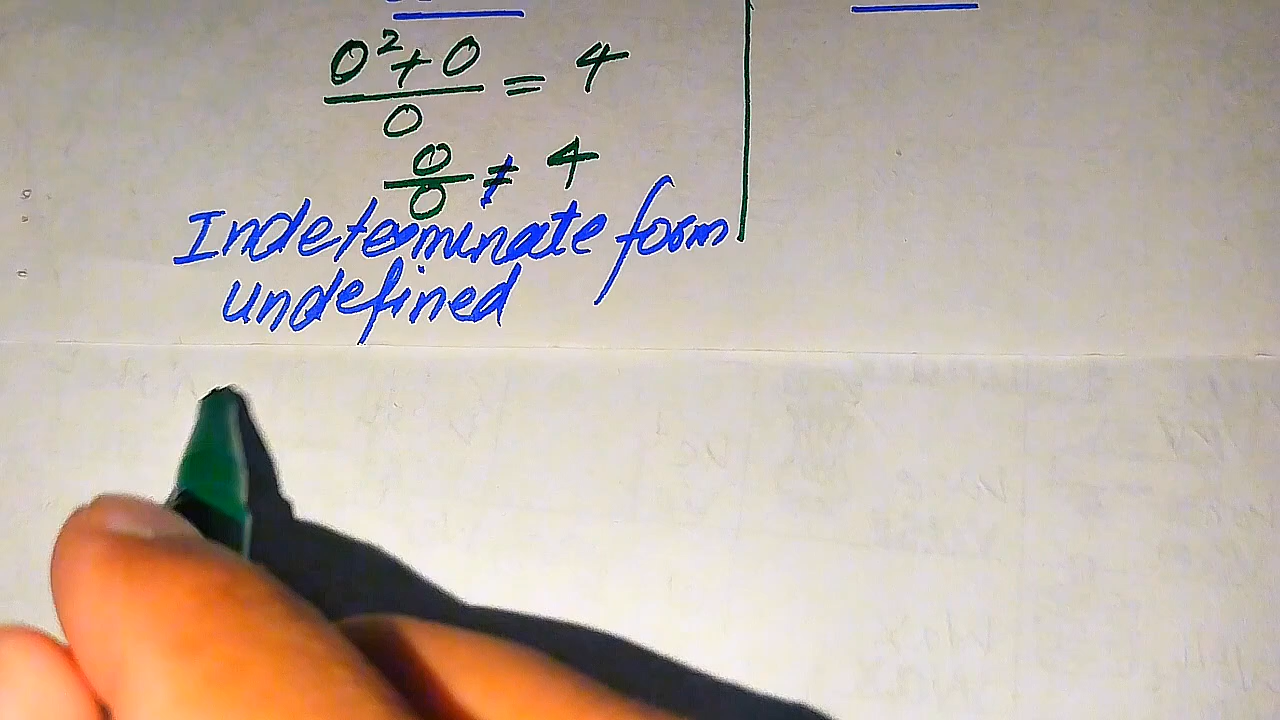 0²+0
0 = 4
0/0 ≠ 4
Indeterminate form
undefined